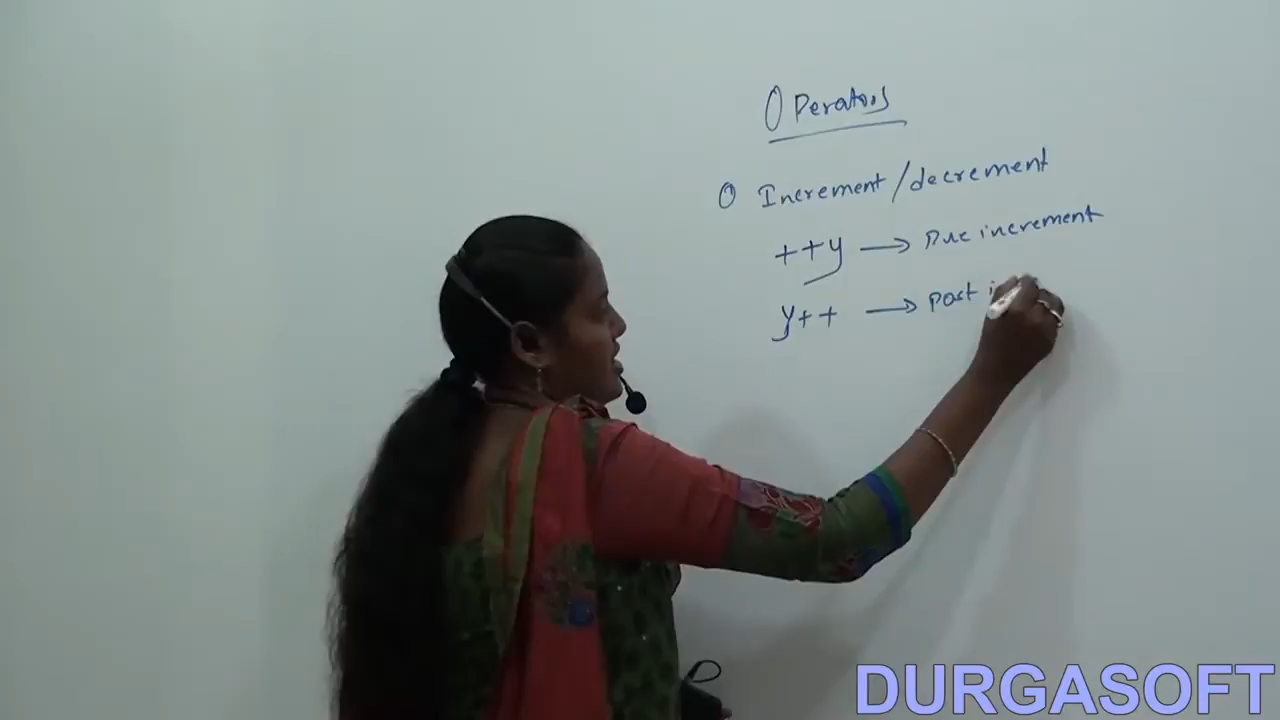 Operators
① Increment/decrement
++y → Pre increment
y++ → post i
DURGASOFT